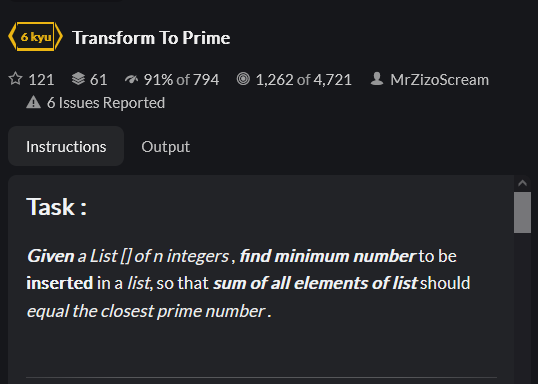 6 kyu Transform To Prime
121 61 91% of 794 1,262 of 4,721 MrZizoScream
6 Issues Reported
Instructions Output
Task :
Given a List [] of n integers , find minimum number to be
inserted in a list, so that sum of all elements of list should
equal the closest prime number .